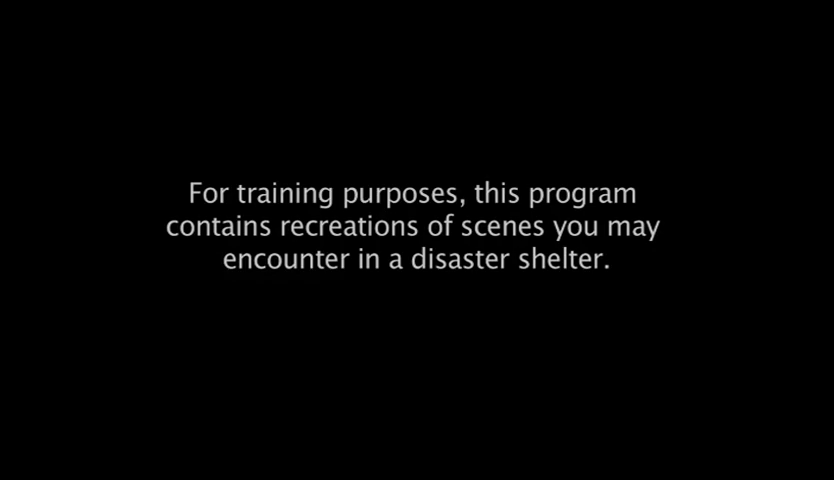 For training purposes, this program
contains recreations of scenes you may
encounter in a disaster shelter.